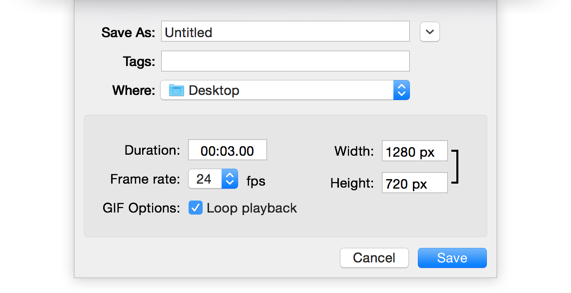 Save As: Untitled
Tags:
Where: Desktop
Duration: 00:03.00
Width: 1280 px
Frame rate: 24 fps
Height: 720 px
GIF Options: Loop playback
Cancel Save